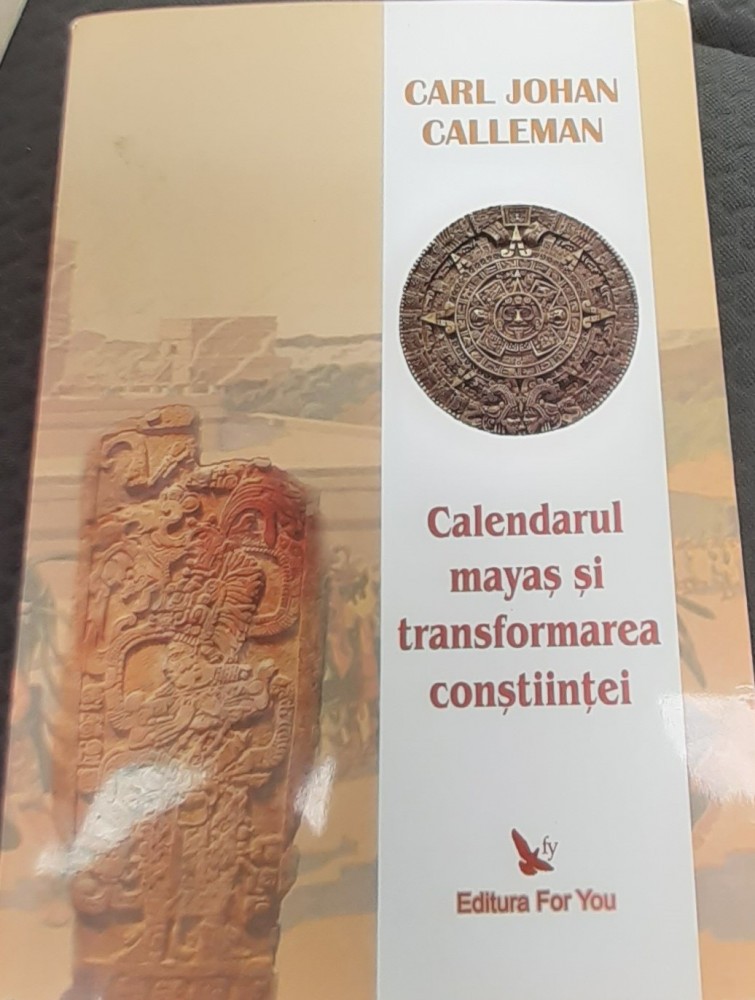 CARL JOHAN
CALLEMAN
Calendarul
mayaș și
transformarea
conștiinței
fy
Editura For You